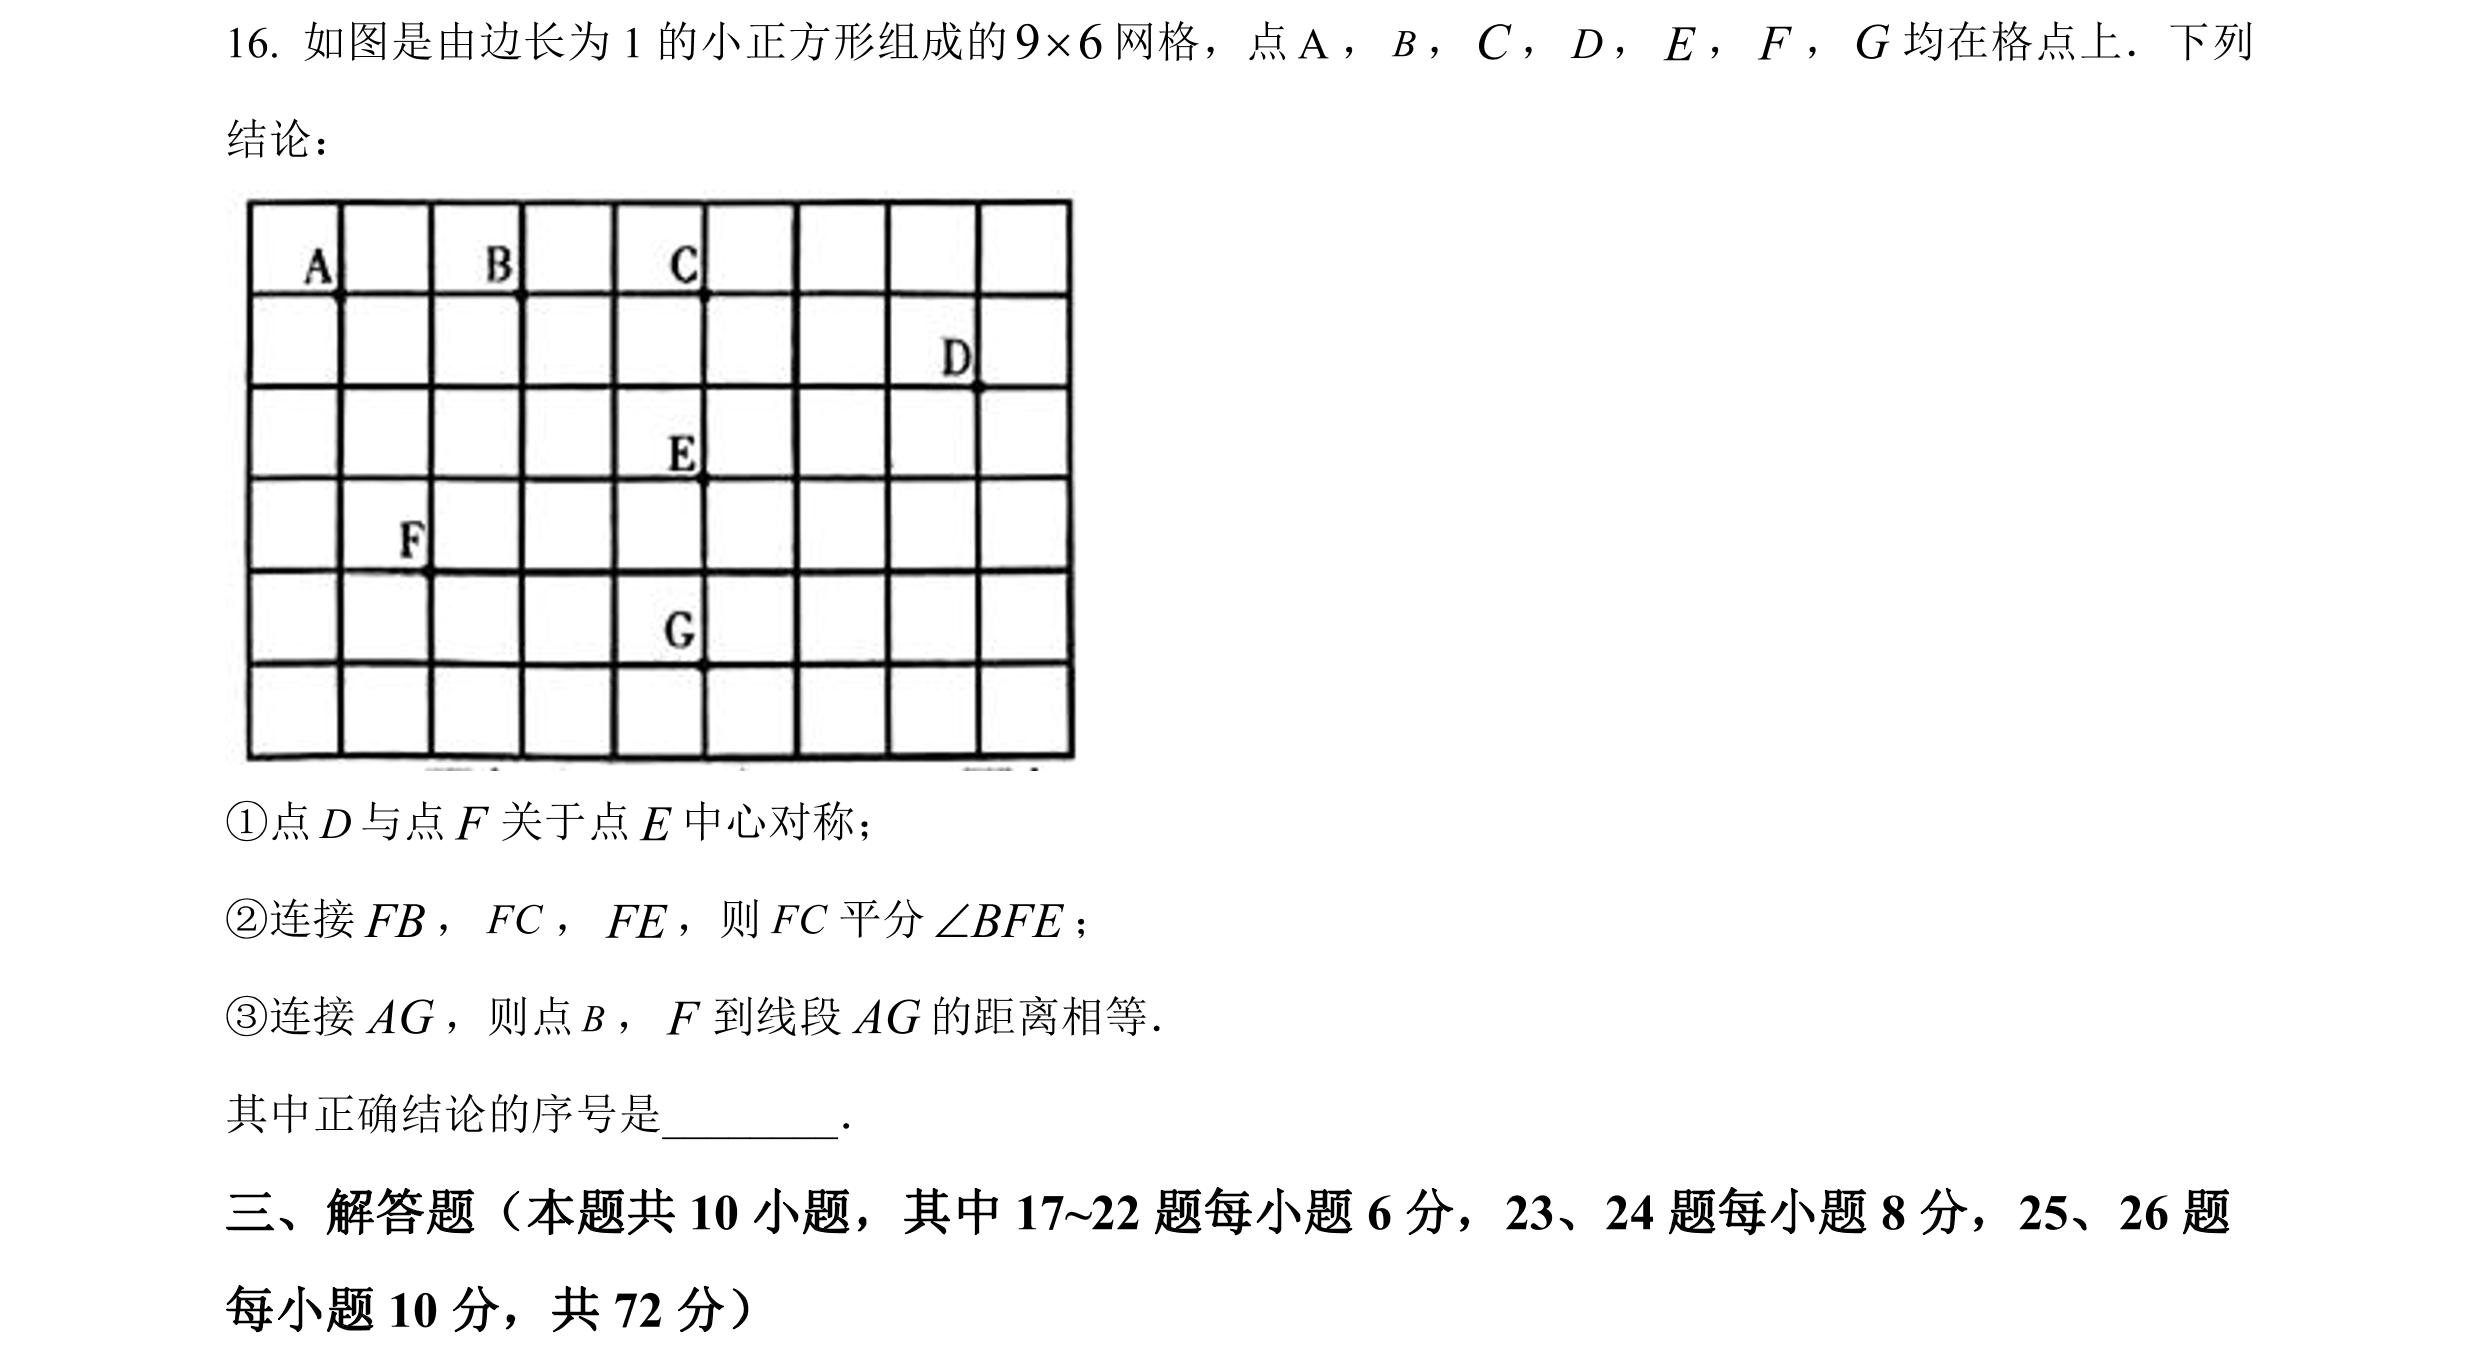 16. 如图是由边长为 1 的小正方形组成的 9×6 网格，点 A，B，C，D，E，F，G 均在格点上．下列
结论：
A B C
D
E
F
G
①点 D 与点 F 关于点 E 中心对称；
②连接 FB，FC，FE，则 FC 平分 ∠BFE；
③连接 AG，则点 B，F 到线段 AG 的距离相等．
其中正确结论的序号是________．
三、解答题（本题共 10 小题，其中 17~22 题每小题 6 分，23、24 题每小题 8 分，25、26 题
每小题 10 分，共 72 分）